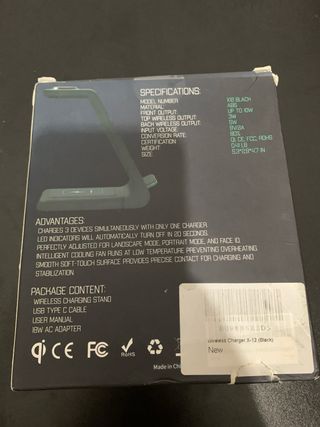 SPECIFICATIONS:
MODEL NUMBER X12 BLACK
MATERIAL ABS
FRONT OUTPUT: UP TO 10W
TOP WIRELESS OUTPUT: 3W
BACK WIRELESS OUTPUT: 5W
INPUT VOLTAGE 9V/2A
CONVERSION RATE: 80%
CERTIFICATION QI, CE, FCC, ROHS
WEIGHT:
SIZE
ADVANTAGES:
CHARGES 3 DEVICES SIMULTANEOUSLY WITH ONLY ONE CHARGER.
LED INDICATORS WILL AUTOMATICALLY TURN OFF IN 20 SECONDS.
PERFECTLY ADJUSTED FOR LANDSCAPE MODE, PORTRAIT MODE, AND FACE ID.
INTELLIGENT COOLING FAN RUNS AT LOW TEMPERATURE PREVENTING OVERHEATING.
SMOOTH SOFT-TOUCH SURFACE PROVIDES PRECISE CONTACT FOR CHARGING AND
STABILIZATION
PACKAGE CONTENT:
WIRELESS CHARGING STAND
USB TYPE C CABLE
USER MANUAL
18W AC ADAPTER
qi CE FC RoHS
Made in Ch
Wireless Charger X-12 (Black)
New